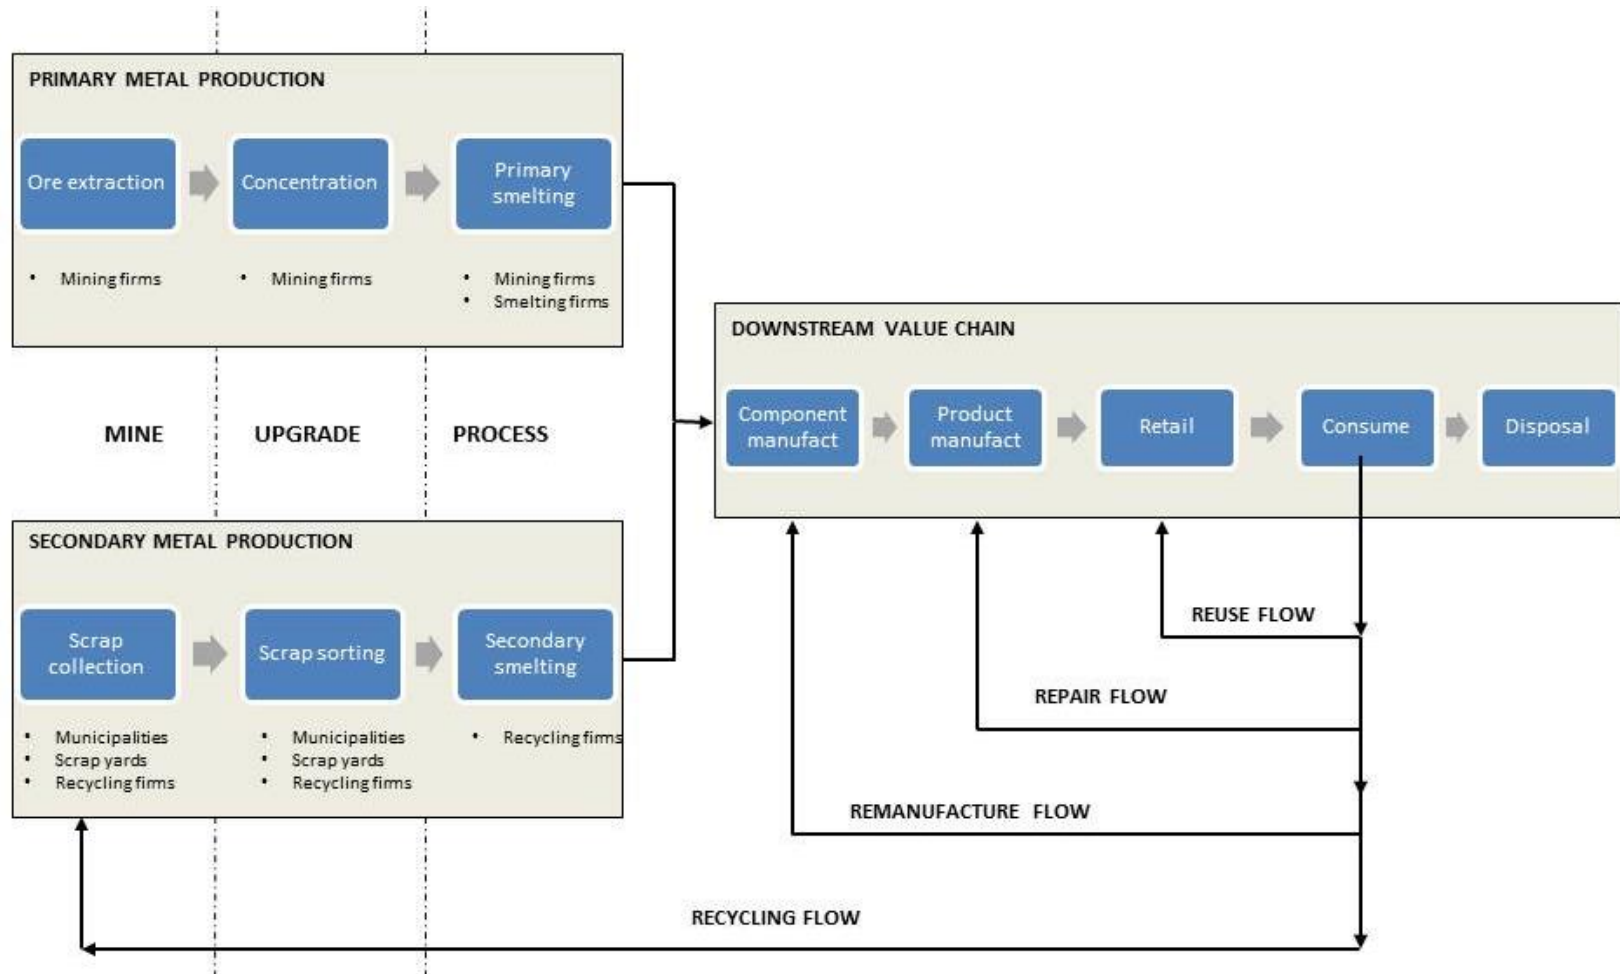 PRIMARY METAL PRODUCTION
Ore extraction
Concentration
Primary
smelting
• Mining firms
• Mining firms
• Mining firms
• Smelting firms
MINE
UPGRADE
PROCESS
SECONDARY METAL PRODUCTION
Scrap
collection
Scrap sorting
Secondary
smelting
• Municipalities
• Scrap yards
• Recycling firms
• Municipalities
• Scrap yards
• Recycling firms
• Recycling firms
DOWNSTREAM VALUE CHAIN
Component
manufact
Product
manufact
Retail
Consume
Disposal
REUSE FLOW
REPAIR FLOW
REMANUFACTURE FLOW
RECYCLING FLOW